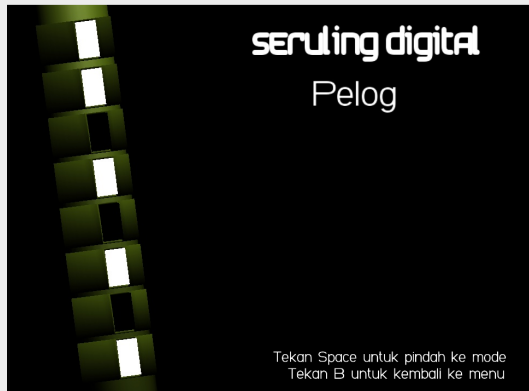 seruling digital
Pelog
Tekan Space untuk pindah ke mode
Tekan B untuk kembali ke menu